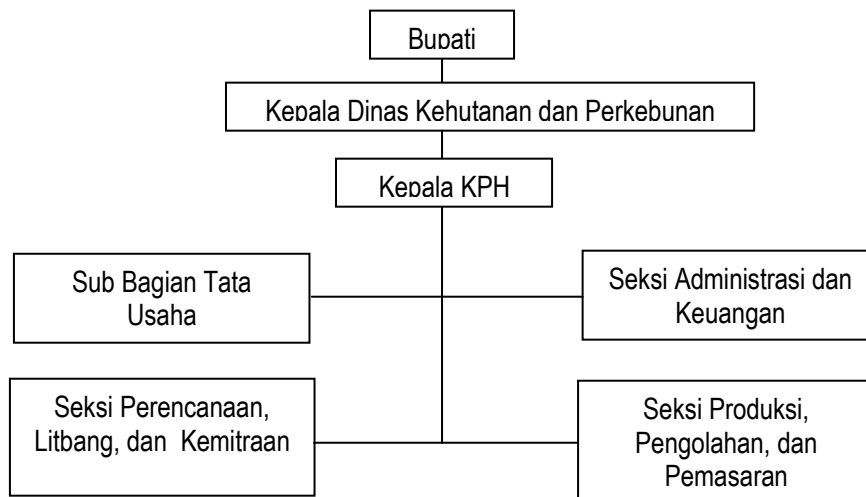 Bupati
Kepala Dinas Kehutanan dan Perkebunan
Kepala KPH
Sub Bagian Tata
Usaha
Seksi Administrasi dan
Keuangan
Seksi Perencanaan,
Litbang, dan Kemitraan
Seksi Produksi,
Pengolahan, dan
Pemasaran